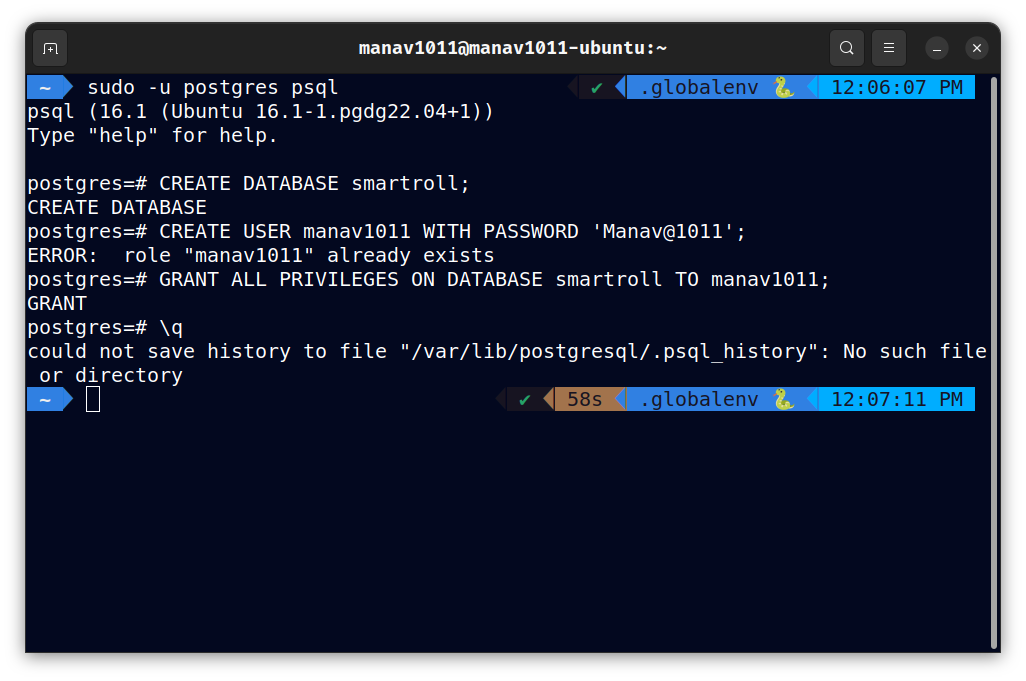 manav1011@manav1011-ubuntu:~
~ sudo -u postgres psql ✔ .globalenv 🐍 12:06:07 PM
psql (16.1 (Ubuntu 16.1-1.pgdg22.04+1))
Type "help" for help.
postgres=# CREATE DATABASE smartroll;
CREATE DATABASE
postgres=# CREATE USER manav1011 WITH PASSWORD 'Manav@1011';
ERROR:  role "manav1011" already exists
postgres=# GRANT ALL PRIVILEGES ON DATABASE smartroll TO manav1011;
GRANT
postgres=# \q
could not save history to file "/var/lib/postgresql/.psql_history": No such file
 or directory
~ ✔ 58s .globalenv 🐍 12:07:11 PM